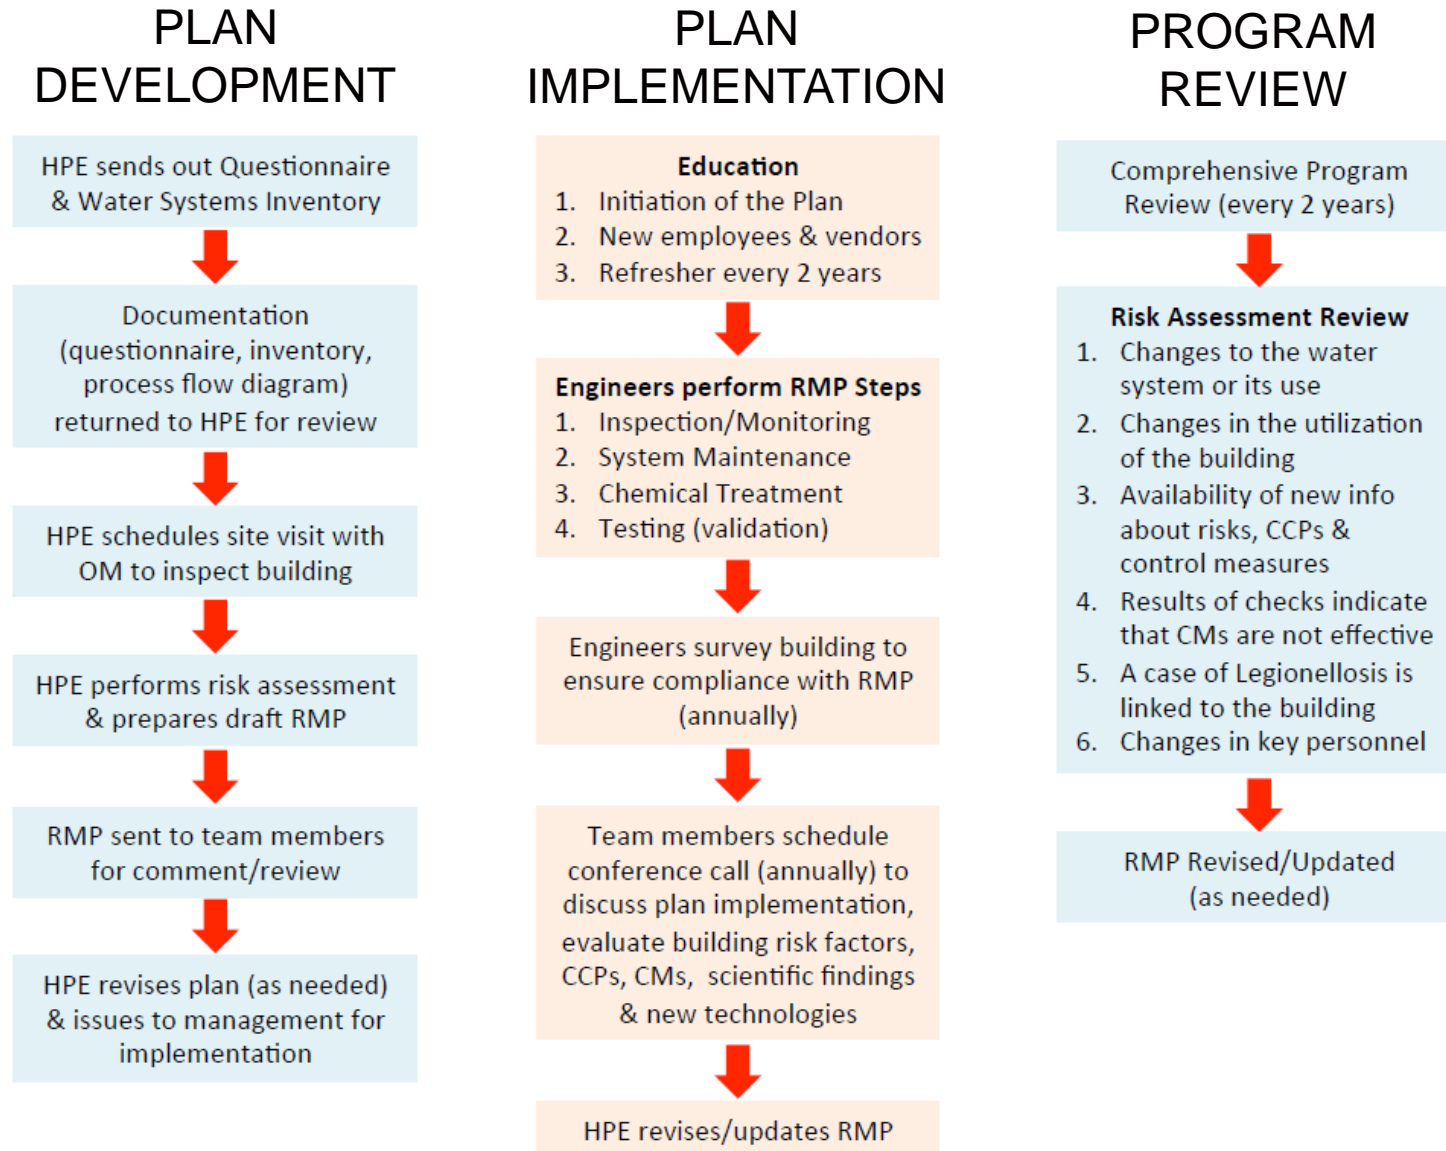 PLAN
DEVELOPMENT
HPE sends out Questionnaire
& Water Systems Inventory
Documentation
(questionnaire, inventory,
process flow diagram)
returned to HPE for review
HPE schedules site visit with
OM to inspect building
HPE performs risk assessment
& prepares draft RMP
RMP sent to team members
for comment/review
HPE revises plan (as needed)
& issues to management for
implementation
PLAN
IMPLEMENTATION
Education
1. Initiation of the Plan
2. New employees & vendors
3. Refresher every 2 years
Engineers perform RMP Steps
1. Inspection/Monitoring
2. System Maintenance
3. Chemical Treatment
4. Testing (validation)
Engineers survey building to
ensure compliance with RMP
(annually)
Team members schedule
conference call (annually) to
discuss plan implementation,
evaluate building risk factors,
CCPs, CMs, scientific findings
& new technologies
HPE revises/updates RMP
PROGRAM
REVIEW
Comprehensive Program
Review (every 2 years)
Risk Assessment Review
1. Changes to the water
system or its use
2. Changes in the utilization
of the building
3. Availability of new info
about risks, CCPs &
control measures
4. Results of checks indicate
that CMs are not effective
5. A case of Legionellosis is
linked to the building
6. Changes in key personnel
RMP Revised/Updated
(as needed)